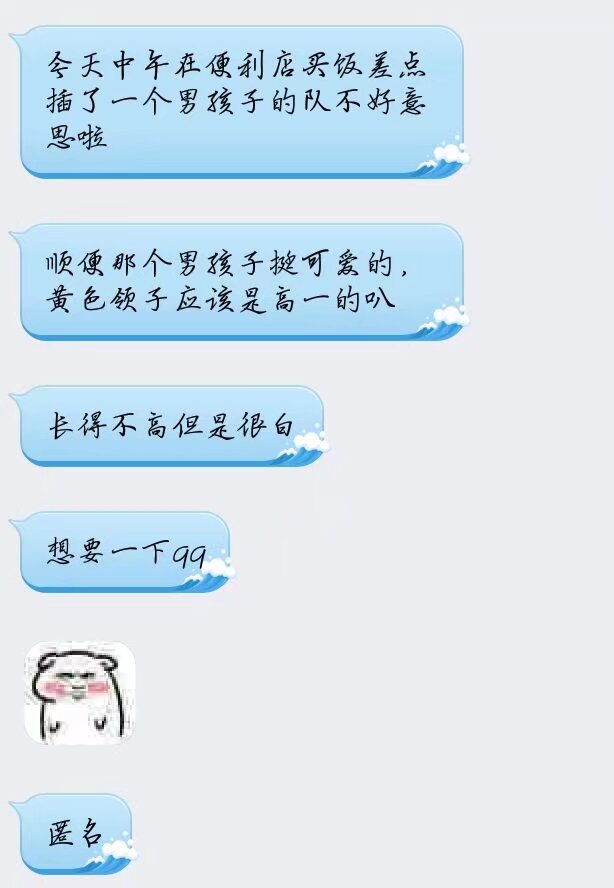 今天中午在便利店买饭差点
插了一个男孩子的队不好意
思啦
顺便那个男孩子挺可爱的，
黄色领子应该是高一的叭
长得不高但是很白
想要一下qq
匿名